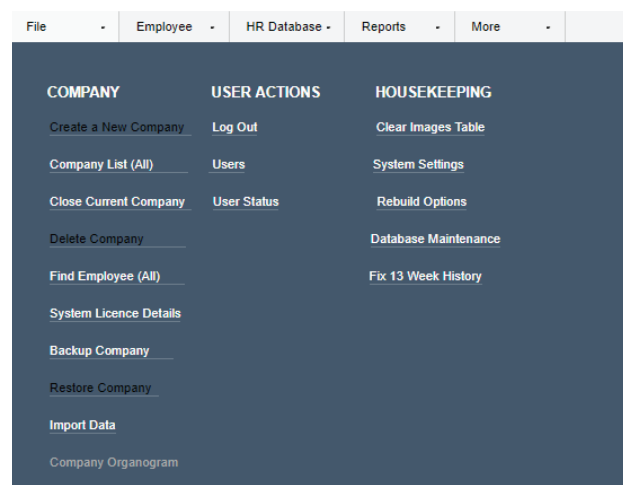 File Employee HR Database Reports More
COMPANY USER ACTIONS HOUSEKEEPING
Create a New Company Log Out Clear Images Table
Company List (All) Users System Settings
Close Current Company User Status Rebuild Options
Delete Company Database Maintenance
Find Employee (All) Fix 13 Week History
System Licence Details
Backup Company
Restore Company
Import Data
Company Organogram